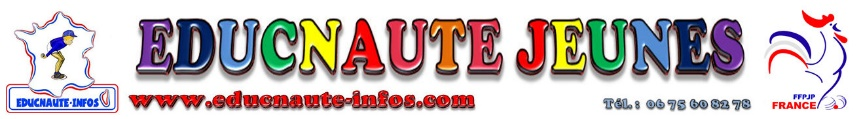 EDUCNAUTE JEUNES
EDUCNAUTE-INFOS
www.educnaute-infos.com
Tél. : 06 75 60 82 78
FFPJP
FRANCE